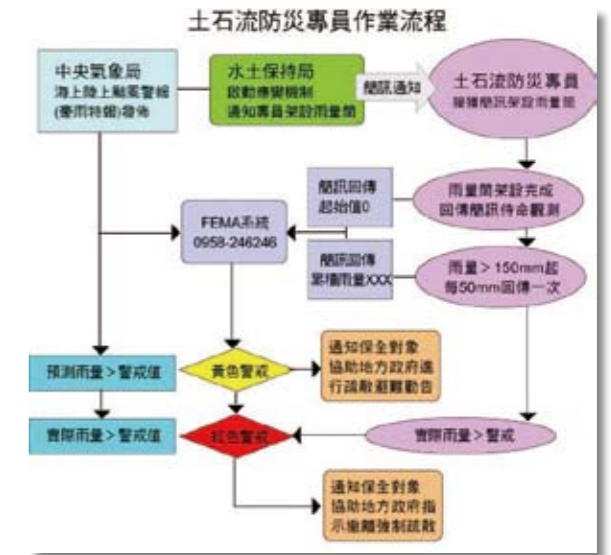 土石流防災專員作業流程
中央氣象局
海上陸上颱風警報
(豪雨特報)發佈
水土保持局
啟動應變機制
通知專員架設雨量筒
簡訊通知
土石流防災專員
接獲簡訊架設雨量筒
簡訊回傳
起始值0
雨量筒架設完成
回傳簡訊待命觀測
FEMA系統
0958-246246
簡訊回傳
累積雨量XXX
雨量>150mm起
每50mm回傳一次
預測雨量>警戒值
黃色警戒
通知保全對象
協助地方政府進
行疏散避難勸告
實際雨量>警戒值
紅色警戒
實際雨量>警戒
通知保全對象
協助地方政府指
示撤離強制疏散